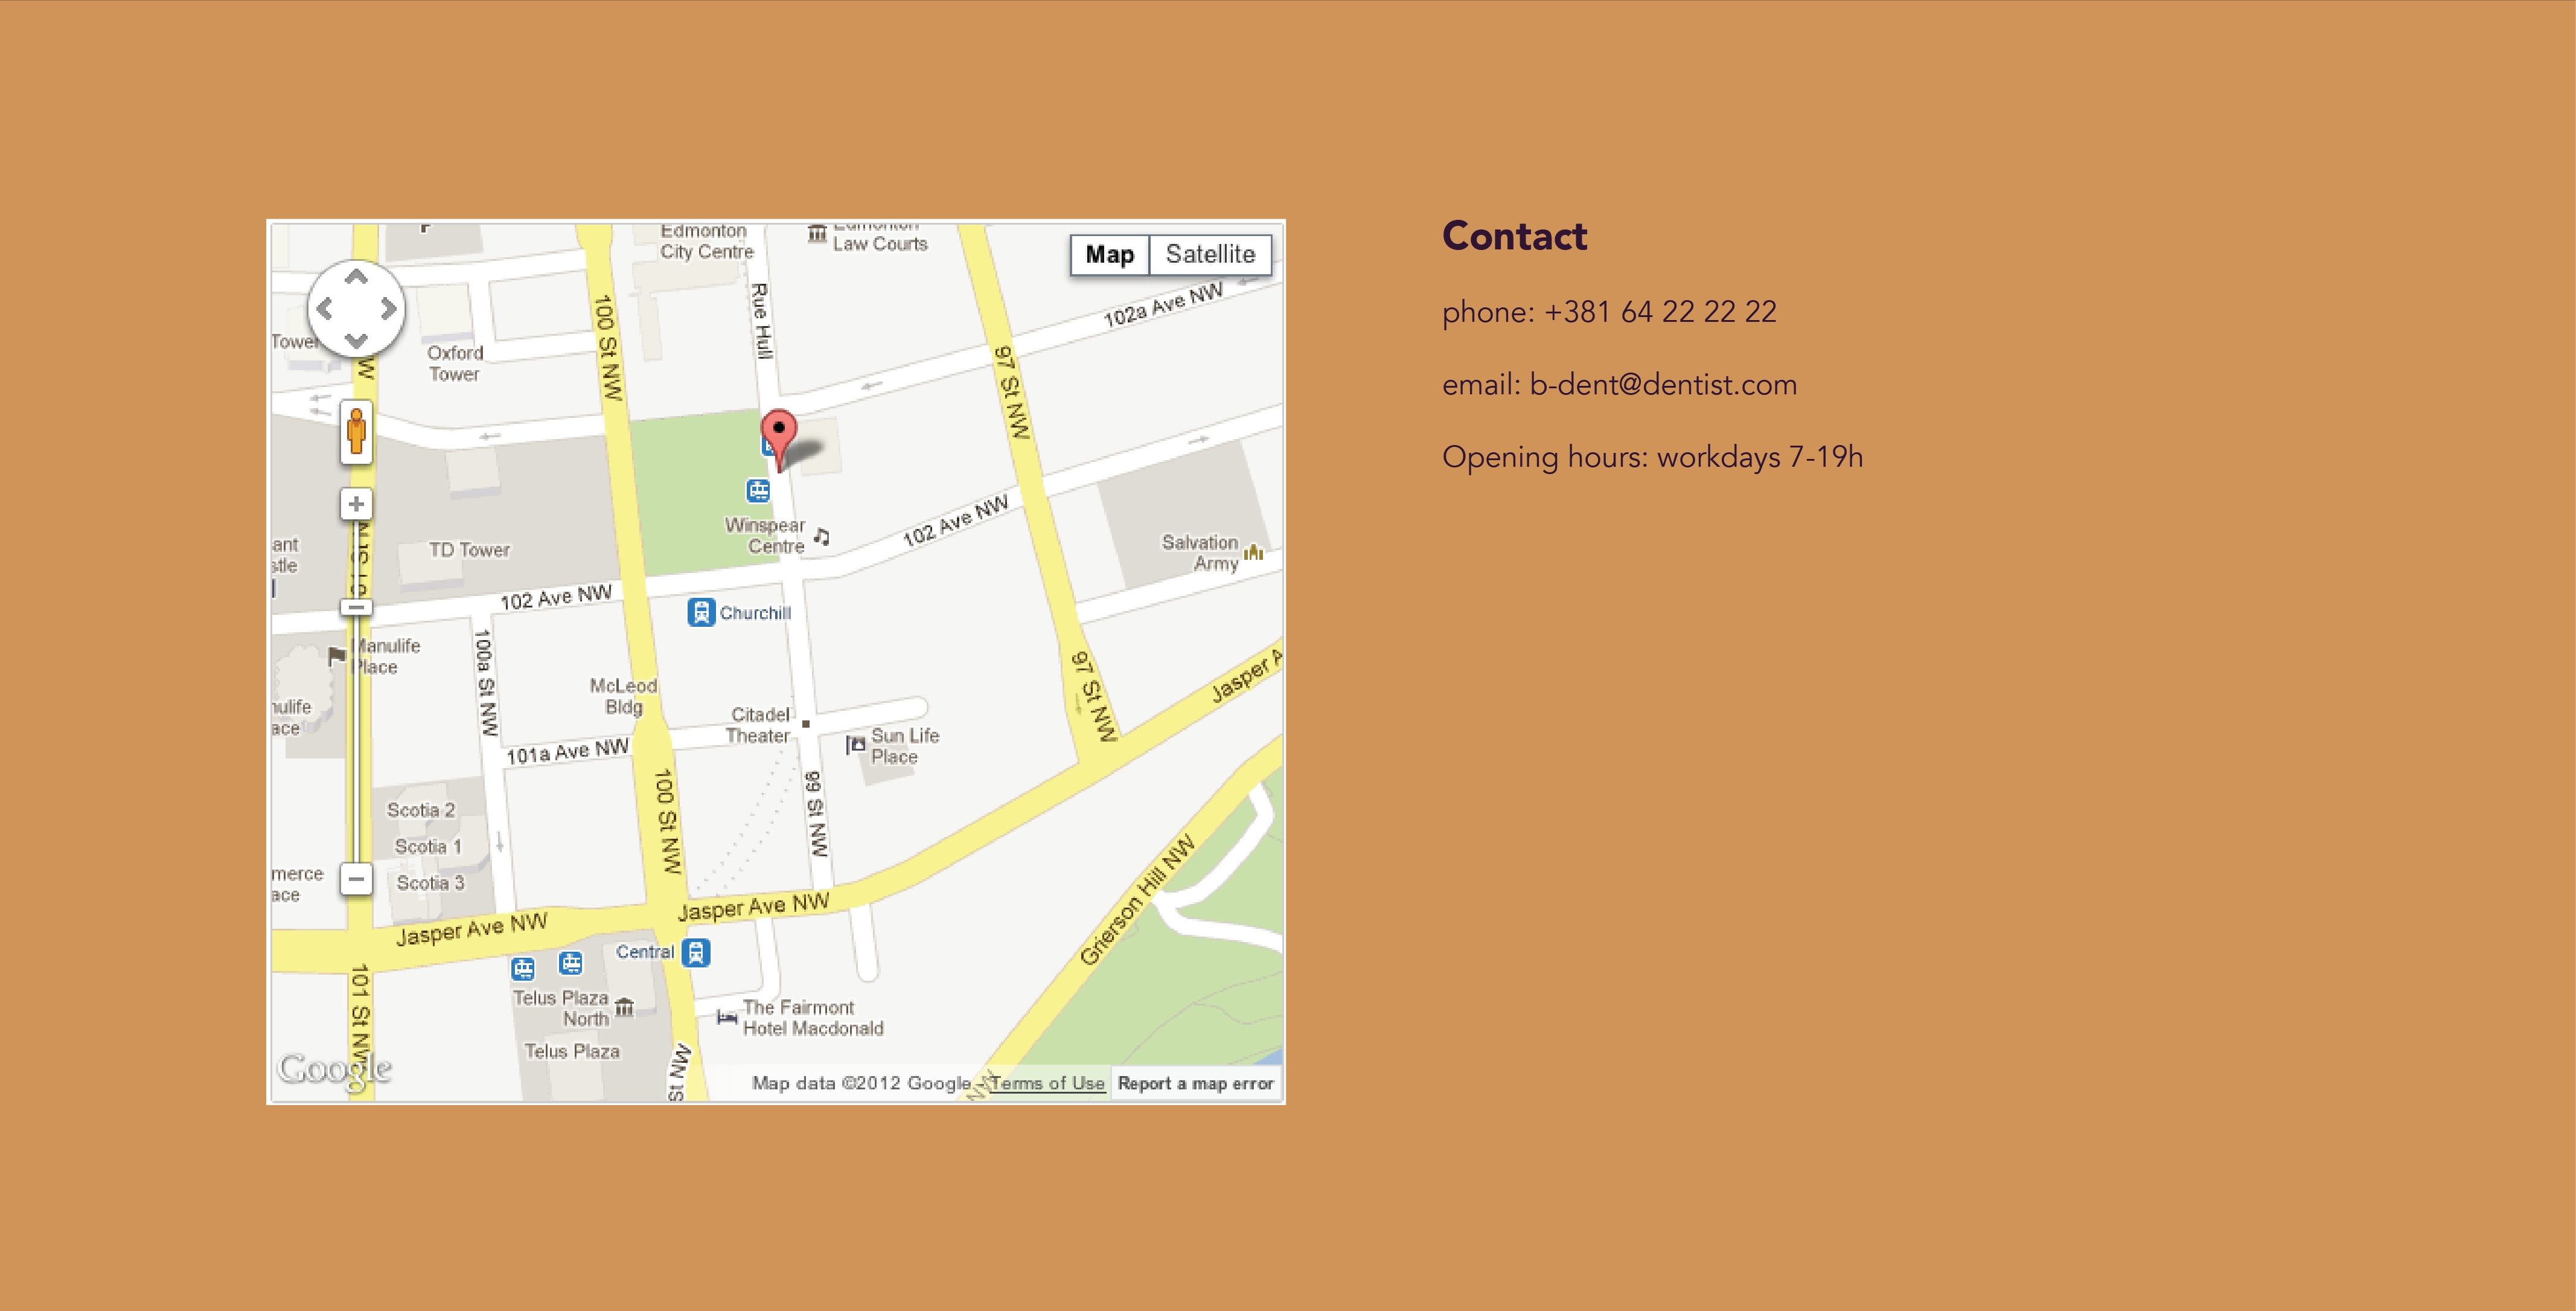 Edmonton
City Centre
Law Courts
Map
Satellite
Rue Hull
102a Ave NW
100 St NW
97 St NW
Oxford
Tower
Winspear
Centre
102 Ave NW
TD Tower
Salvation
Army
102 Ave NW
Churchill
Manulife
Place
100a St NW
97 St NW
McLeod
Bldg
Jasper A
Citadel
Theater
Sun Life
Place
101a Ave NW
100 St NW
99 St NW
Scotia 2
Scotia 1
Scotia 3
Grierson Hill NW
Jasper Ave NW
Jasper Ave NW
Central
101 St NW
Telus Plaza
North
The Fairmont
Hotel Macdonald
Telus Plaza
St NW
Google
Map data ©2012 Google - Terms of Use
Report a map error
Contact
phone: +381 64 22 22 22
email: b-dent@dentist.com
Opening hours: workdays 7-19h